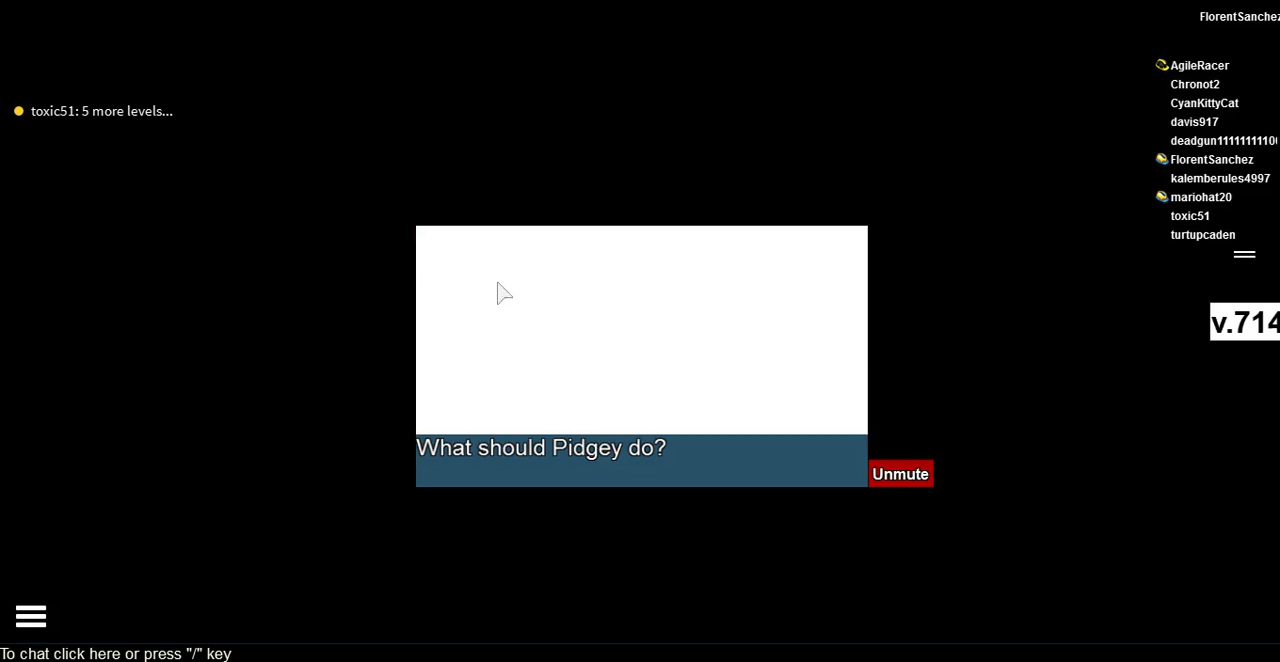 FlorentSanchez
AgileRacer
Chronot2
CyanKittyCat
davis917
FlorentSanchez
kalemberules4997
mariohat20
toxic51
turtupcaden
v.714
toxic51: 5 more levels...
What should Pidgey do?
Unmute
To chat click here or press "/" key